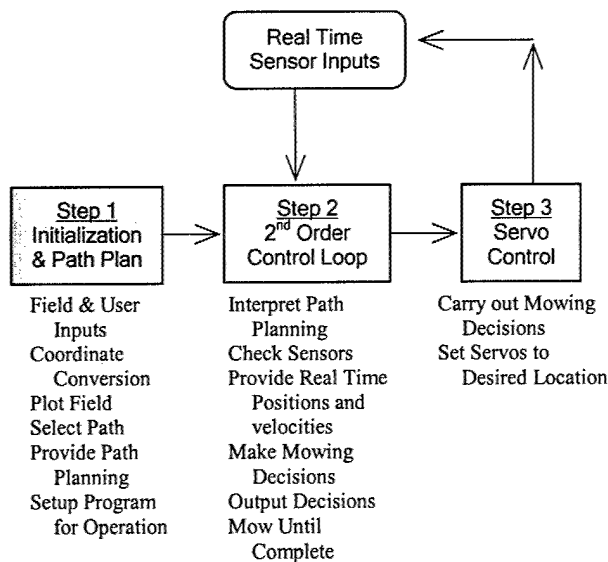 Real Time
Sensor Inputs
Step 1
Initialization
& Path Plan
Step 2
2nd Order
Control Loop
Step 3
Servo
Control
Field & User
Inputs
Coordinate
Conversion
Plot Field
Select Path
Provide Path
Planning
Setup Program
for Operation
Interpret Path
Planning
Check Sensors
Provide Real Time
Positions and
velocities
Make Mowing
Decisions
Output Decisions
Mow Until
Complete
Carry out Mowing
Decisions
Set Servos to
Desired Location